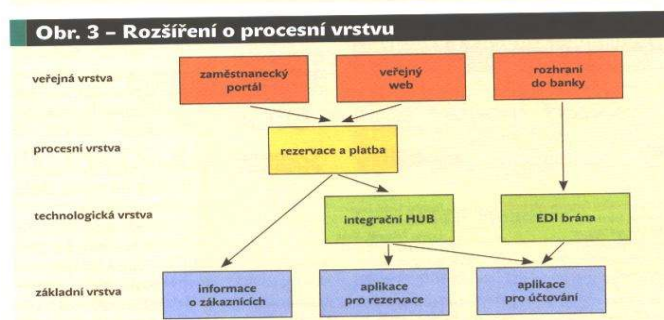 Obr. 3 – Rozšíření o procesní vrstvu
veřejná vrstva
zaměstnanecký
portál
veřejný
web
rozhraní
do banky
procesní vrstva
rezervace a platba
technologická vrstva
integrační HUB
EDI brána
základní vrstva
informace
o zákaznících
aplikace
pro rezervace
aplikace
pro účtování